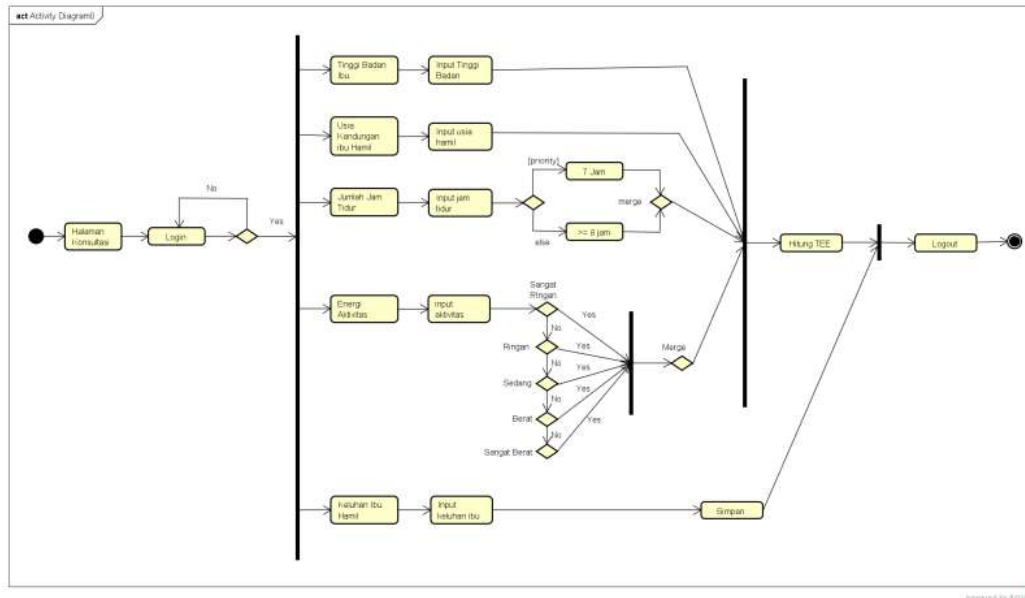 act Activity Diagram0
Tinggi Badan
Ibu
Input Tinggi
Badan
Usia
Kandungan
ibu Hamil
Input usia
hamil
[priority]
7 Jam
No
Jumlah Jam
Tidur
Input jam
tidur
merge
Yes
Halaman
Konsultasi
Login
else
>= 8 jam
Hitung TEE
Logout
Sangat
Ringan
Energi
Aktivitas
Input
aktivitas
Yes
No
Ringan
Yes
Merge
No
Yes
Sedang
Yes
No
Berat
Yes
No
Sangat Berat
Keluhan Ibu
Hamil
Input
keluhan ibu
Simpan